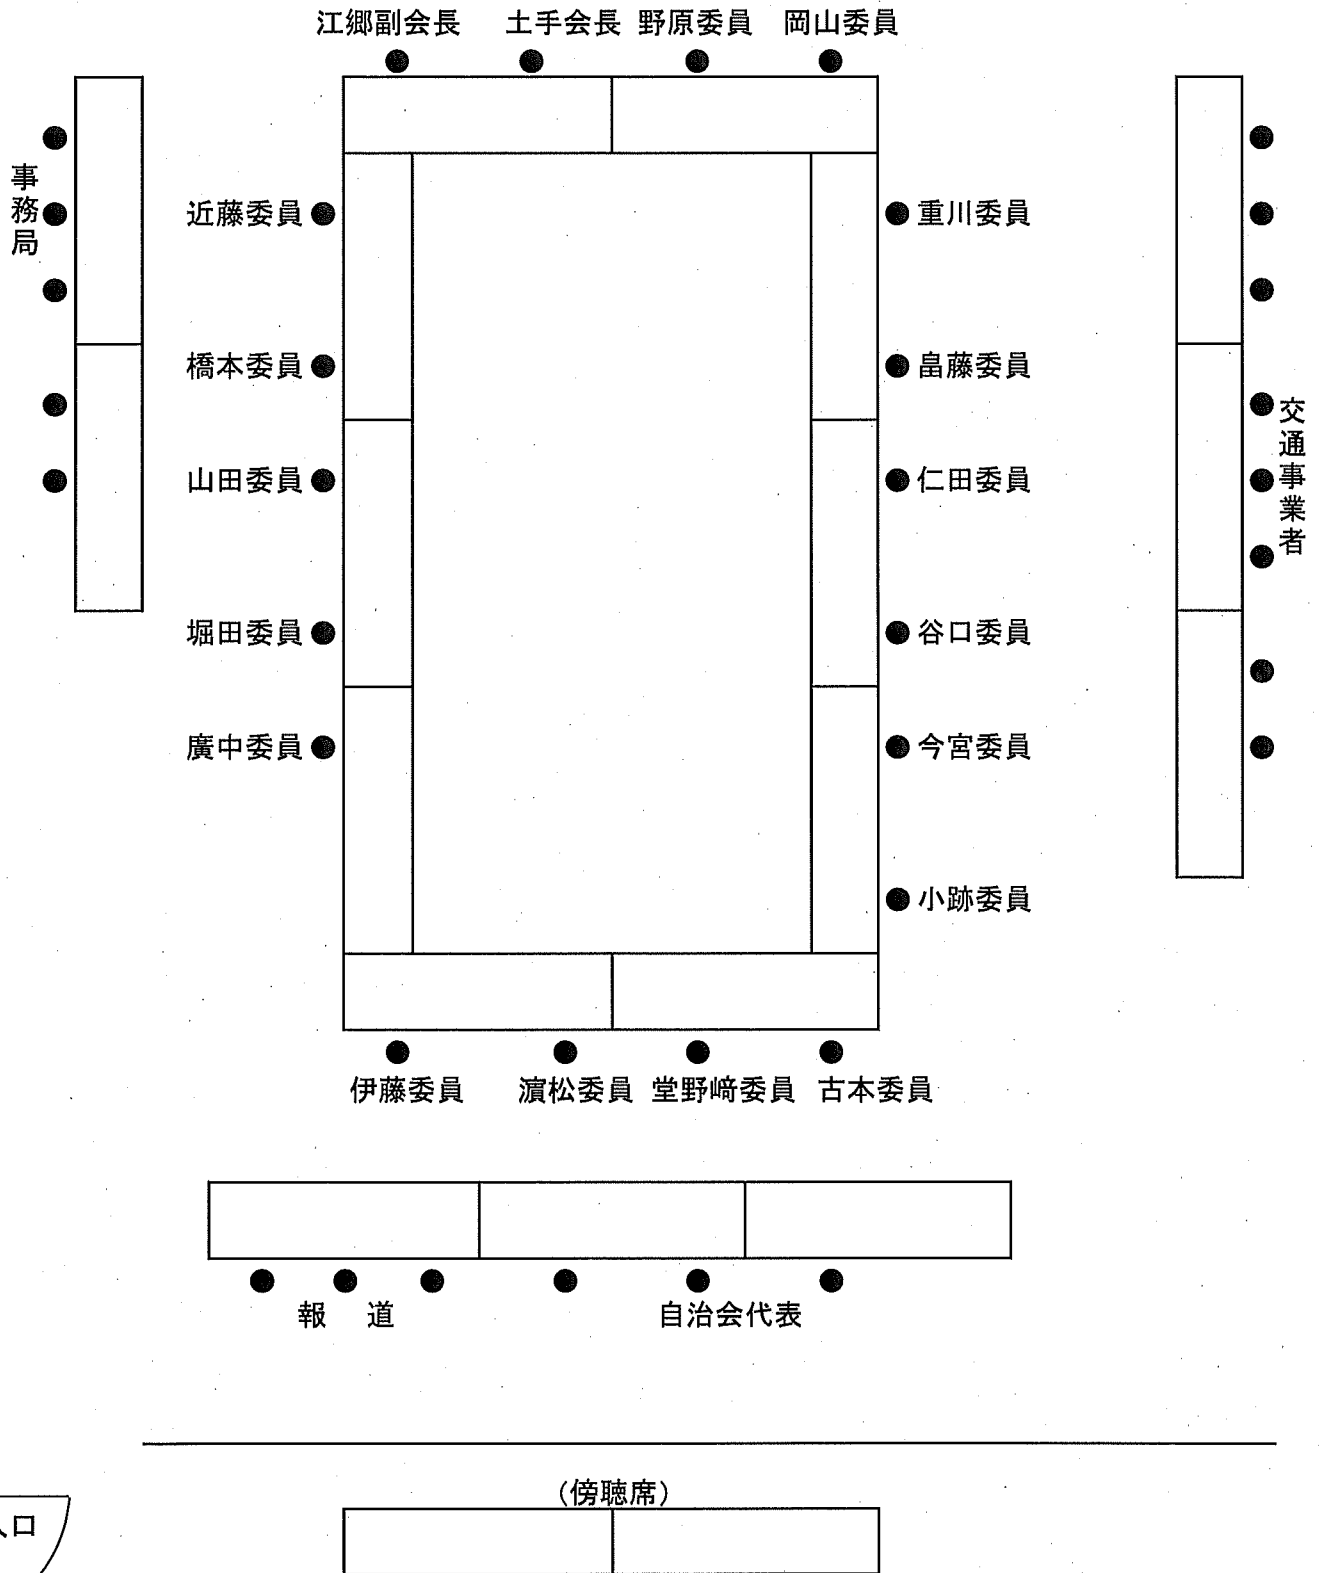 江郷副会長 土手会長 野原委員 岡山委員
事務局
近藤委員 重川委員
橋本委員 畠藤委員
交通事業者
山田委員 仁田委員
堀田委員 谷口委員
廣中委員 今宮委員
小跡委員
伊藤委員 濵松委員 堂野﨑委員 古本委員
報 道 自治会代表
(傍聴席)
入口